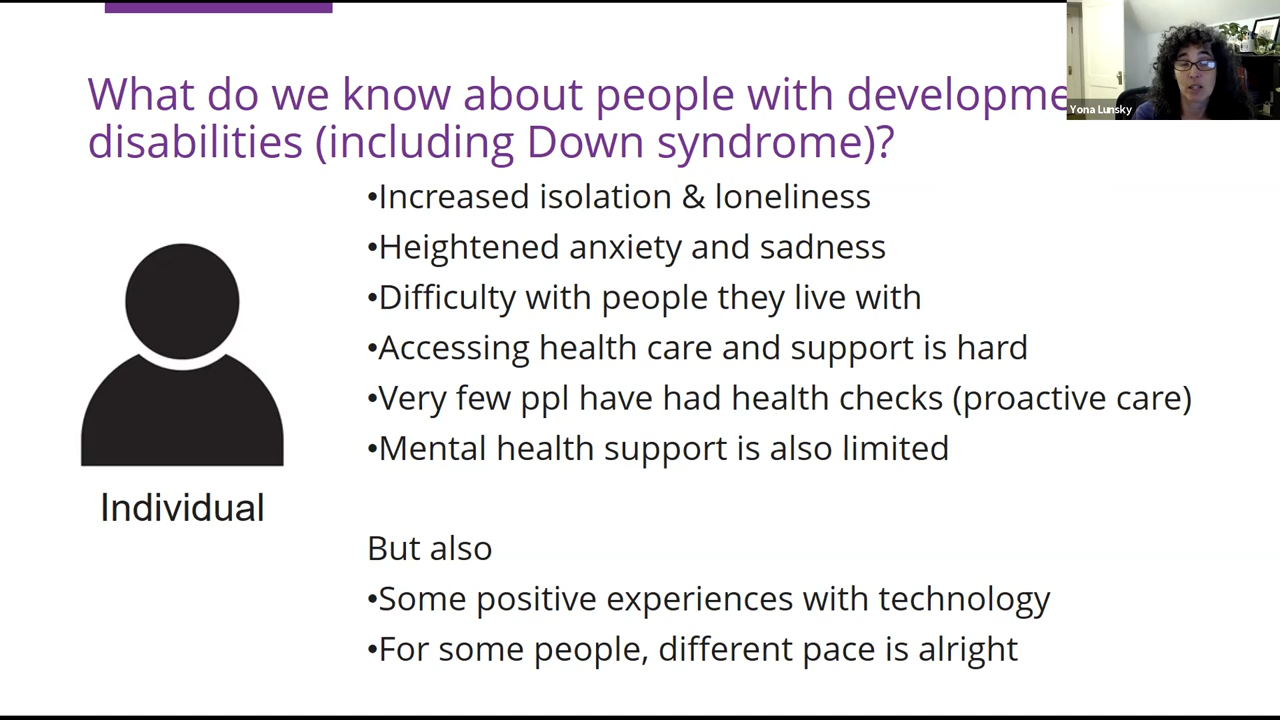 What do we know about people with developme
disabilities (including Down syndrome)?
Yona Lunsky
•Increased isolation & loneliness
•Heightened anxiety and sadness
•Difficulty with people they live with
•Accessing health care and support is hard
•Very few ppl have had health checks (proactive care)
•Mental health support is also limited
Individual
But also
•Some positive experiences with technology
•For some people, different pace is alright